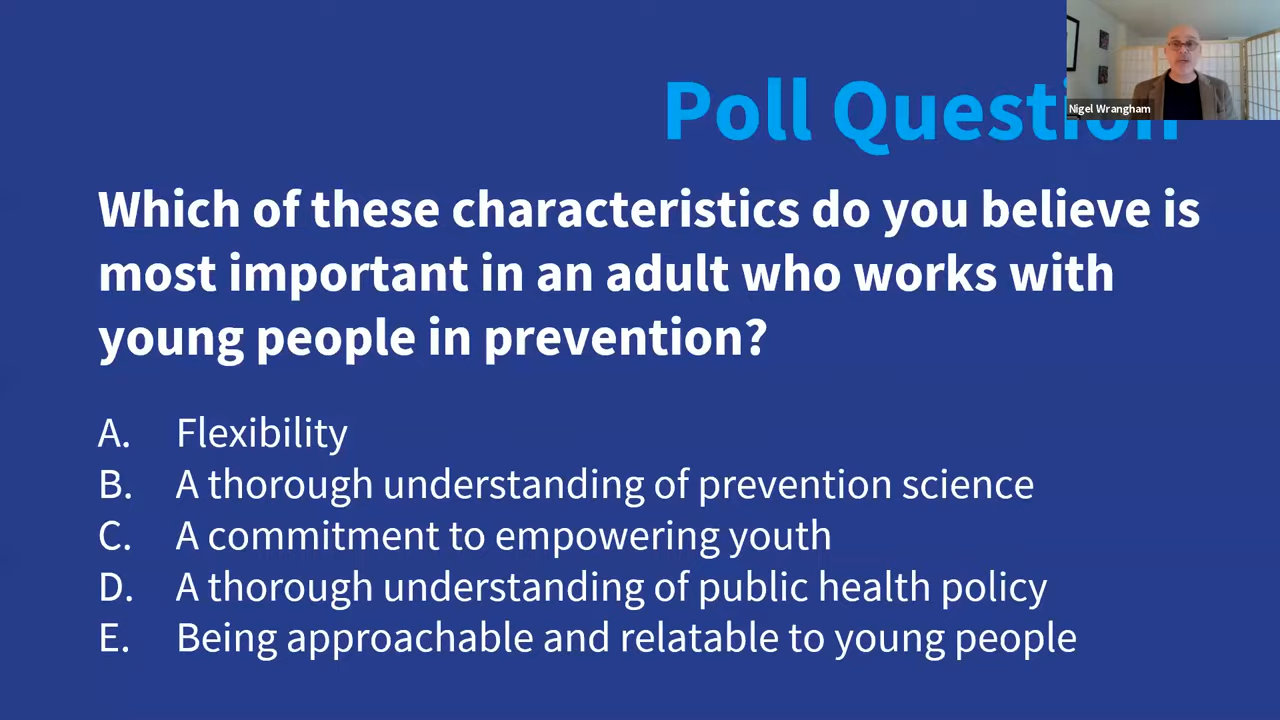 Poll Question
Nigel Wrangham
Which of these characteristics do you believe is
most important in an adult who works with
young people in prevention?
A. Flexibility
B. A thorough understanding of prevention science
C. A commitment to empowering youth
D. A thorough understanding of public health policy
E. Being approachable and relatable to young people